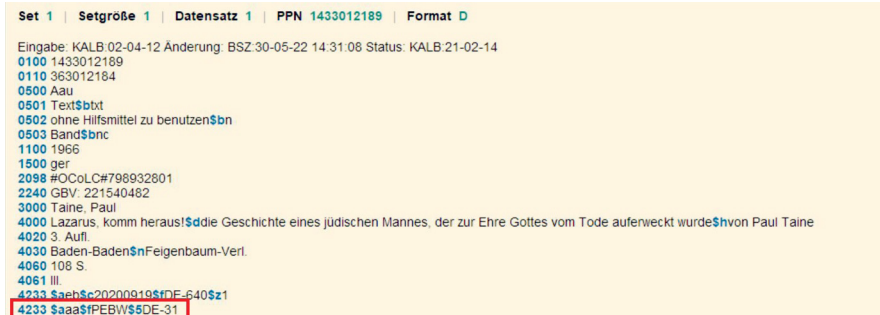 Set 1 | Setgröße 1 | Datensatz 1 | PPN 1433012189 | Format D
Eingabe: KALB:02-04-12 Änderung: BSZ:30-05-22 14:31:08 Status: KALB:21-02-14
0100 1433012189
0110 363012184
0500 Aau
0501 Text$btxt
0502 ohne Hilfsmittel zu benutzen$bn
0503 Band$bnc
1100 1966
1500 ger
2098 #OCoLC#798932801
2240 GBV: 221540482
3000 Taine, Paul
4000 Lazarus, komm heraus!$ddie Geschichte eines jüdischen Mannes, der zur Ehre Gottes vom Tode auferweckt wurde$hvon Paul Taine
4020 3. Aufl.
4030 Baden-Baden$nFeigenbaum-Verl.
4060 108 S.
4061 Ill.
4233 $aeb$c20200919$fDE-640$z1
4233 $aaa$fPEBW$5DE-31